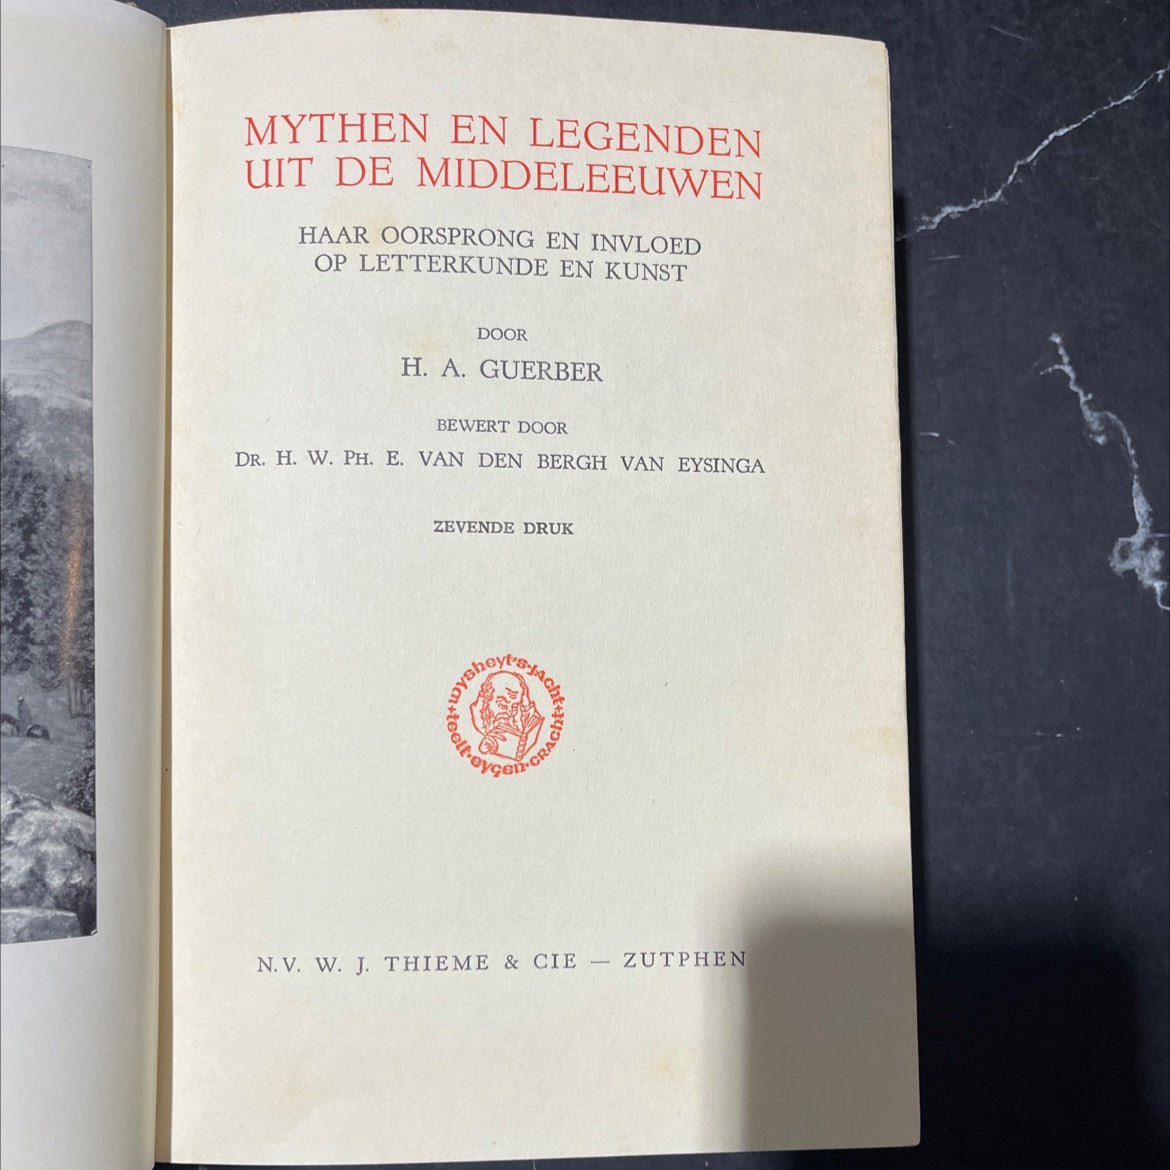 MYTHEN EN LEGENDEN
UIT DE MIDDELEEUWEN
HAAR OORSPRONG EN INVLOED
OP LETTERKUNDE EN KUNST
DOOR
H. A. GUERBER
BEWERT DOOR
DR. H. W. PH. E. VAN DEN BERGH VAN EYSINGA
ZEVENDE DRUK
wysheyt's·jacht
teelt·eygen·cracht
N.V. W. J. THIEME & CIE — ZUTPHEN